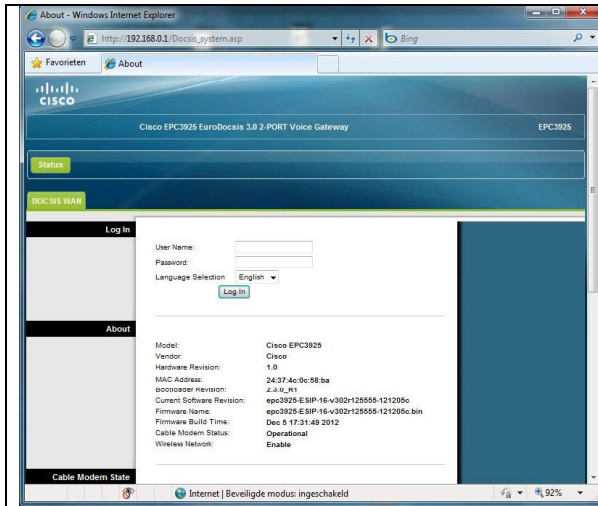 About - Windows Internet Explorer
http://192.168.0.1/Docsis_system.asp
Bing
Favorieten
About
CISCO
Cisco EPC3925 EuroDocsis 3.0 2-PORT Voice Gateway
EPC3925
Status
DOCSIS WAN
Log In
User Name:
Password:
Language Selection English
Log In
About
Model: Cisco EPC3925
Vendor: Cisco
Hardware Revision: 1.0
MAC Address: 24:37:4c:0c:58:ba
Bootloader Revision: 2.3.0_R1
Current Software Revision: epc3925-ESIP-16-v302r125555-121205c
Firmware Name: epc3925-ESIP-16-v302r125555-121205c.bin
Firmware Build Time: Dec 5 17:31:49 2012
Cable Modem Status: Operational
Wireless Network: Enable
Cable Modem State
Internet | Beveiligde modus: ingeschakeld
92%